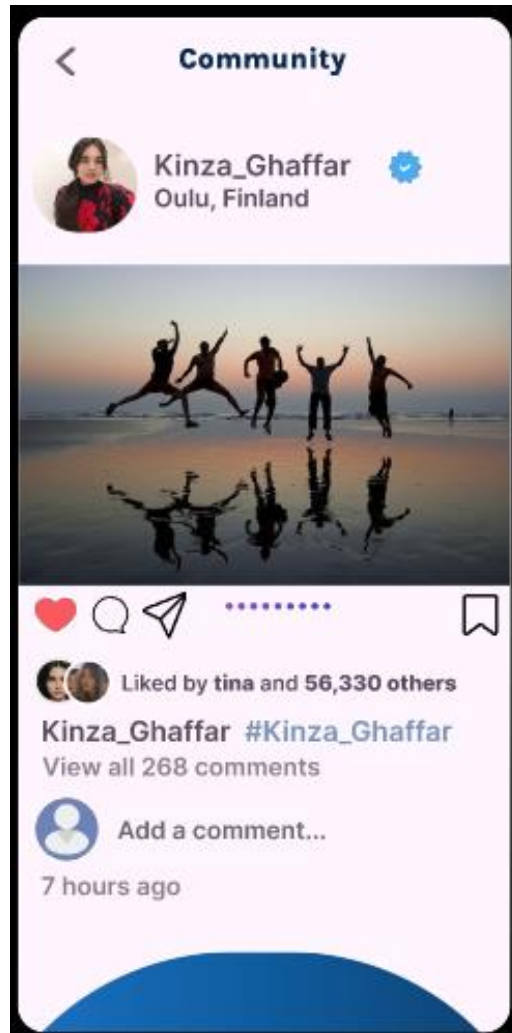 Community
Kinza_Ghaffar
Oulu, Finland
Liked by tina and 56,330 others
Kinza_Ghaffar #Kinza_Ghaffar
View all 268 comments
Add a comment...
7 hours ago